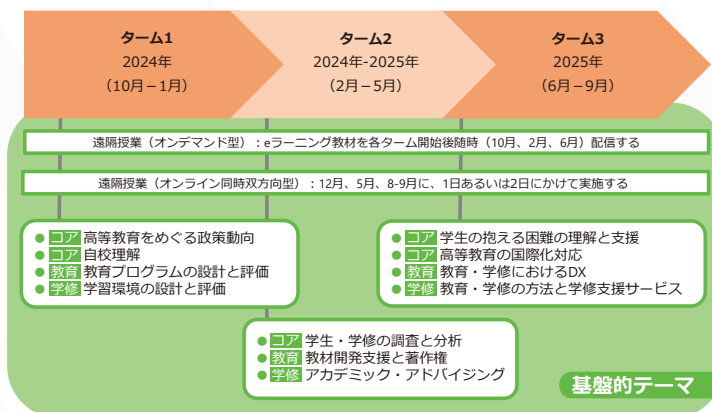 ターム1
2024年
（10月－1月）
ターム2
2024年-2025年
（2月－5月）
ターム3
2025年
（6月－9月）
遠隔授業（オンデマンド型）：eラーニング教材を各ターム開始後随時（10月、2月、6月）配信する
遠隔授業（オンライン同時双方向型）：12月、5月、8-9月に、1日あるいは2日にかけて実施する
● コア 高等教育をめぐる政策動向
● コア 自校理解
● 教育 教育プログラムの設計と評価
● 学修 学習環境の設計と評価
● コア 学生の抱える困難の理解と支援
● コア 高等教育の国際化対応
● 教育 教育・学修におけるDX
● 学修 教育・学修の方法と学修支援サービス
● コア 学生・学修の調査と分析
● 教育 教材開発支援と著作権
● 学修 アカデミック・アドバイジング
基盤的テーマ